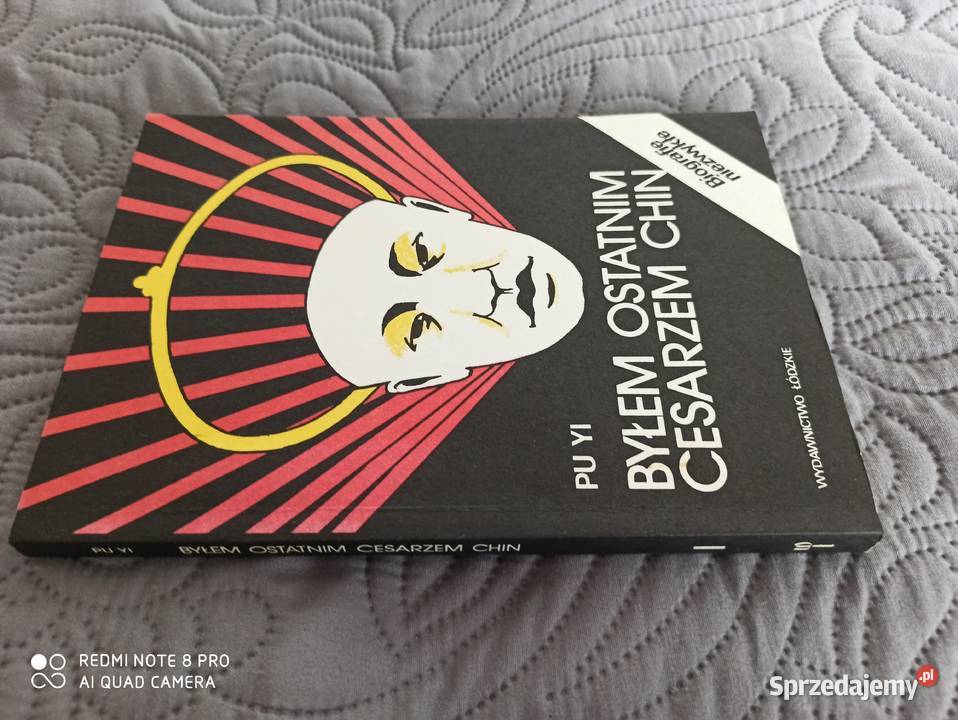 Biografie
niezwykłe
PU YI
BYŁEM OSTATNIM
CESARZEM CHIN
WYDAWNICTWO ŁÓDZKIE
PU YI BYŁEM OSTATNIM CESARZEM CHIN
REDMI NOTE 8 PRO
AI QUAD CAMERA
Sprzedajemy.pl